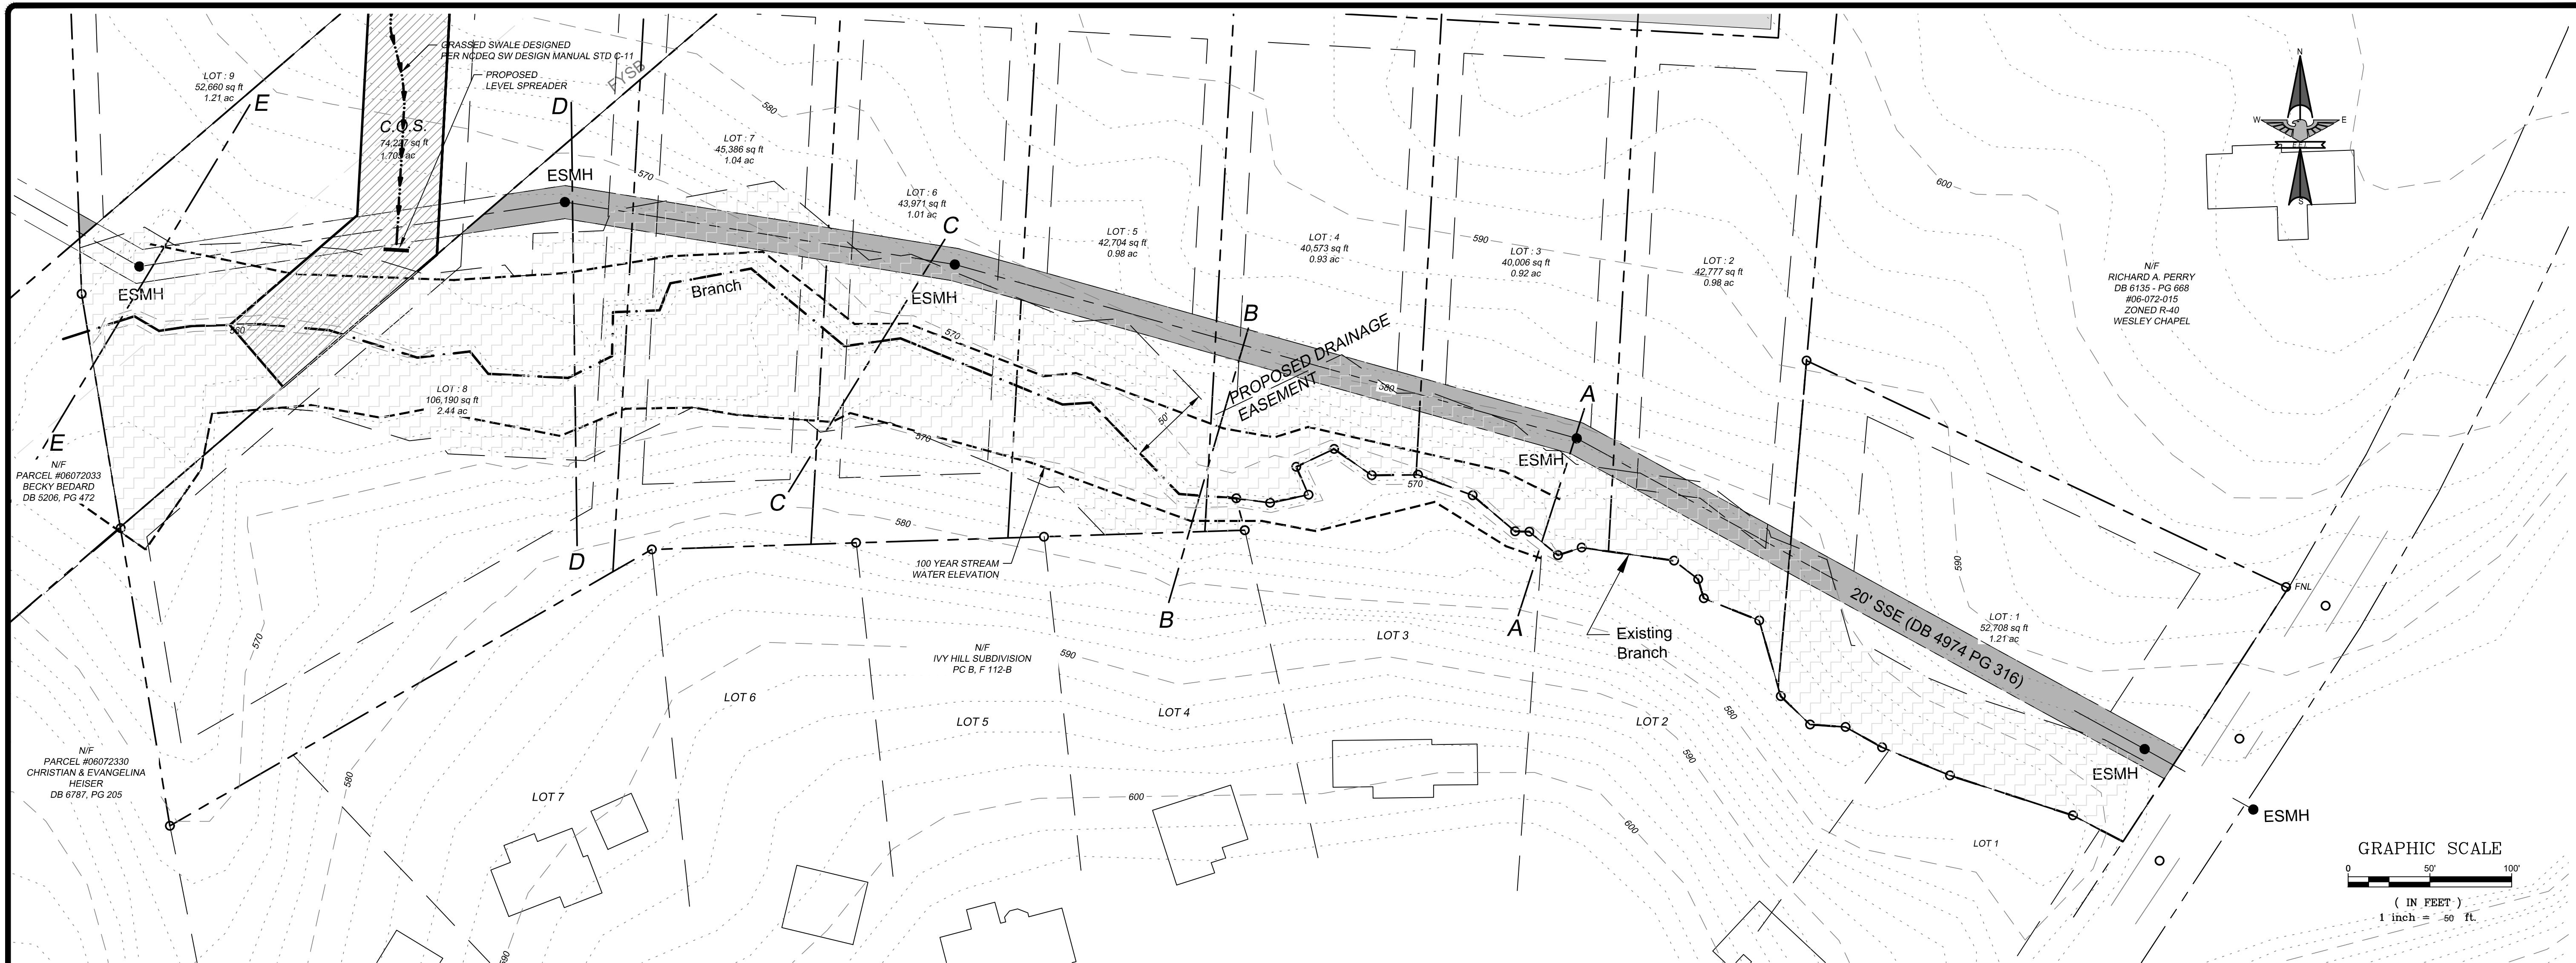 GRASSED SWALE DESIGNED
PER NCDEQ SW DESIGN MANUAL STD C-11
PROPOSED
LEVEL SPREADER
FYSB
LOT : 9
52,660 sq ft
1.21 ac
E
D
C.O.S.
ac
580
LOT : 7
45,386 sq ft
1.04 ac
570
ESMH
LOT : 6
43,971 sq ft
1.01 ac
C
LOT : 5
42,704 sq ft
0.98 ac
LOT : 4
40,573 sq ft
0.93 ac
590
LOT : 3
40,006 sq ft
0.92 ac
LOT : 2
42,777 sq ft
0.98 ac
600
N
W
E
S
N/F
RICHARD A. PERRY
DB 6135 - PG 668
#06-072-015
ZONED R-40
WESLEY CHAPEL
ESMH
Branch
ESMH
560
570
B
PROPOSED DRAINAGE
EASEMENT
580
A
50'
LOT : 8
106,190 sq ft
2.44 ac
E
N/F
PARCEL #06072033
BECKY BEDARD
DB 5206, PG 472
570
ESMH
570
C
D
580
100 YEAR STREAM
WATER ELEVATION
B
A
Existing
Branch
590
FNL
LOT : 1
52,708 sq ft
1.21 ac
20' SSE (DB 4974 PG 316)
570
N/F
IVY HILL SUBDIVISION
PC B, F 112-B
590
LOT 3
LOT 6
LOT 5
LOT 4
LOT 2
580
590
N/F
PARCEL #06072330
CHRISTIAN & EVANGELINA
HEISER
DB 6787, PG 205
580
LOT 7
600
600
LOT 1
ESMH
ESMH
590
GRAPHIC SCALE
0 50' 100'
( IN FEET )
1 inch = 50 ft.